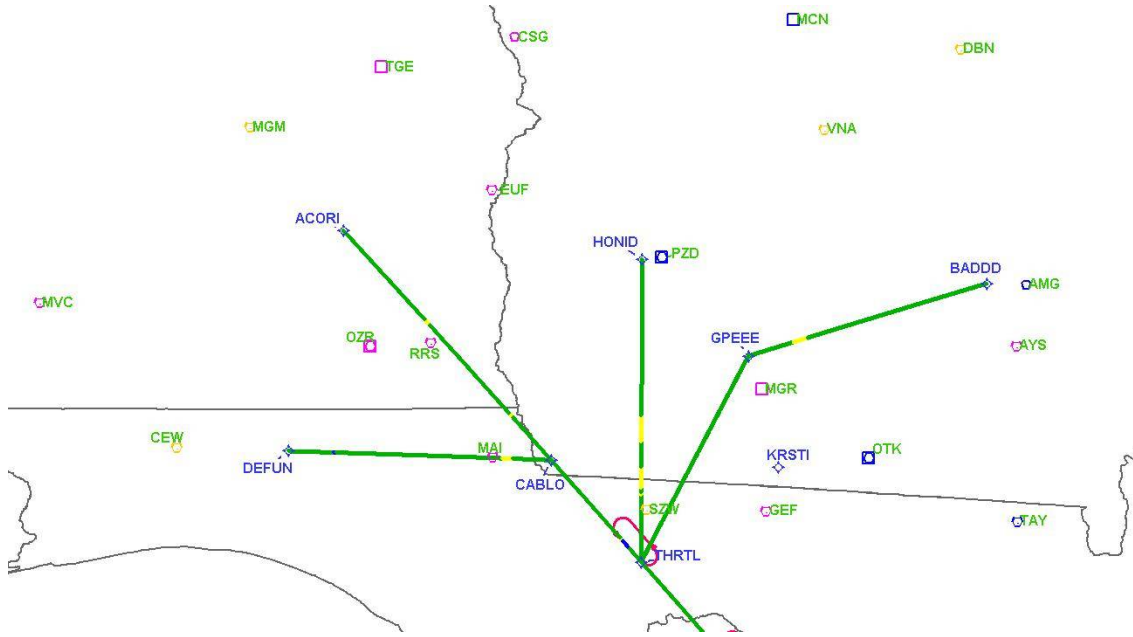 MCN
CSG
DBN
TGE
MGM
VNA
EUF
ACORI
HONID
PZD
BADDD
AMG
MVC
OZR
RRS
GPEEE
AYS
MGR
CEW
MAI
DEFUN
CABLO
KRSTI
OTK
SZW
GEF
TAY
THRTL